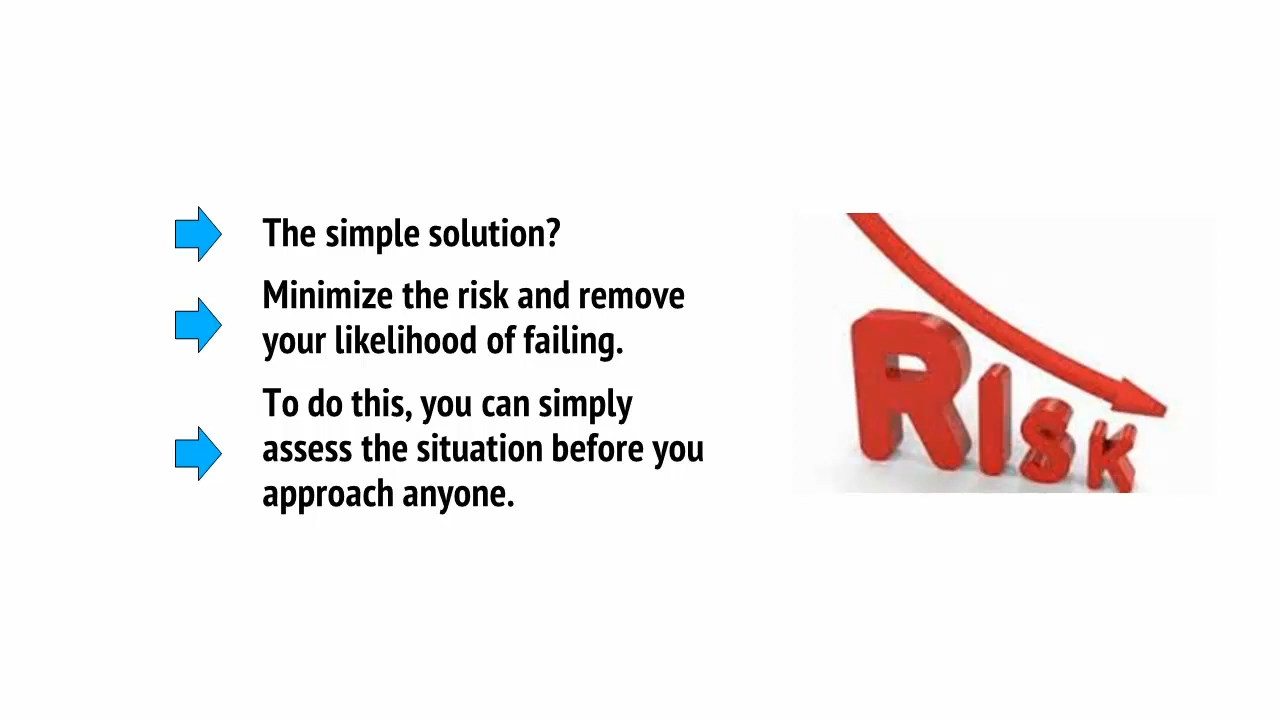 The simple solution?
Minimize the risk and remove
your likelihood of failing.
To do this, you can simply
assess the situation before you
approach anyone.
RISK